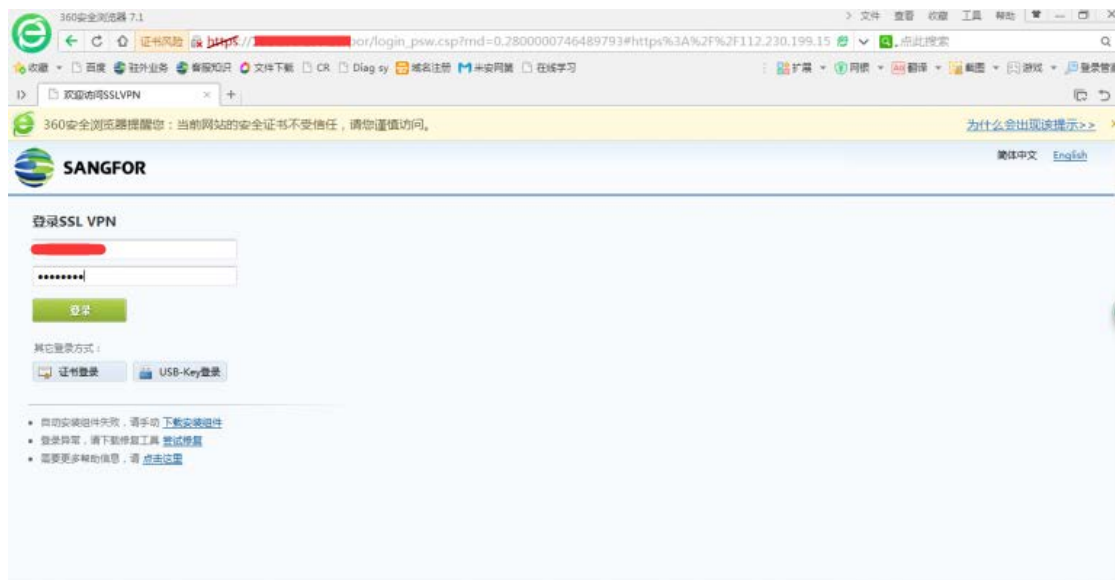 360安全浏览器 7.1
文件 查看 收藏 工具 帮助
证书风险 https:// por/login_psw.csp?rnd=0.2800000746489793#https%3A%2F%2F112.230.199.15 点此搜索
收藏 百度 驻外业务 客服知识 文件下载 CR Diag sy 域名注册 米安网 在线学习 扩展 网银 翻译 截图 游戏 登录管
欢迎访问SSLVPN
360安全浏览器提醒您：当前网站的安全证书不受信任，请您谨慎访问。 为什么会出现该提示>>
SANGFOR
简体中文 English
登录SSL VPN
登录
其它登录方式：
证书登录 USB-Key登录
自动安装组件失败，请手动 下载安装组件
登录异常，请下载修复工具 尝试修复
需要更多帮助信息，请 点击这里